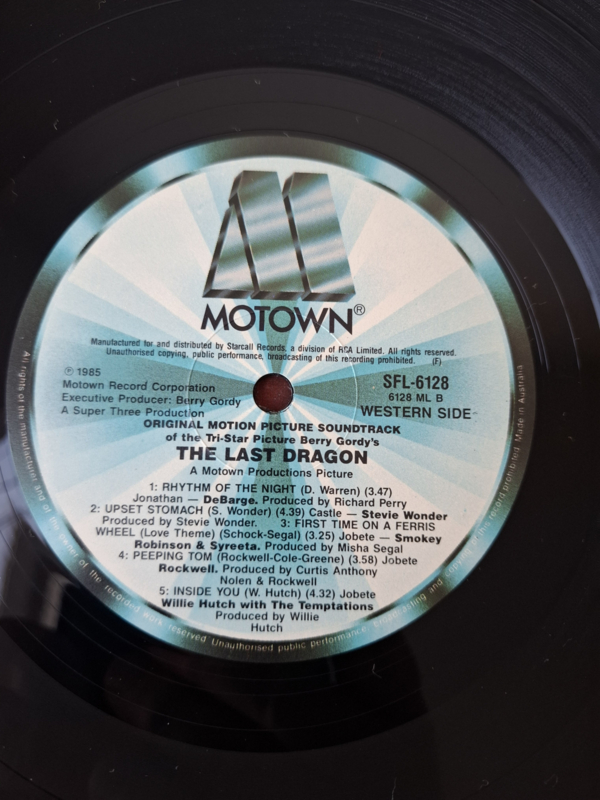 MOTOWN®
Manufactured for and distributed by Starcall Records, a division of RCA Limited. All rights reserved.
Unauthorised copying, public performance, broadcasting of this recording prohibited. (F)
℗ 1985
Motown Record Corporation
Executive Producer: Berry Gordy
A Super Three Production
SFL-6128
6128 ML B
WESTERN SIDE
ORIGINAL MOTION PICTURE SOUNDTRACK
of the Tri-Star Picture Berry Gordy's
THE LAST DRAGON
A Motown Productions Picture
1: RHYTHM OF THE NIGHT (D. Warren) (3.47)
Jonathan — DeBarge. Produced by Richard Perry
2: UPSET STOMACH (S. Wonder) (4.39) Castle — Stevie Wonder
Produced by Stevie Wonder. 3: FIRST TIME ON A FERRIS
WHEEL (Love Theme) (Schock-Segal) (3.25) Jobete — Smokey
Robinson & Syreeta. Produced by Misha Segal
4: PEEPING TOM (Rockwell-Cole-Greene) (3.58) Jobete
Rockwell. Produced by Curtis Anthony
Nolen & Rockwell
5: INSIDE YOU (W. Hutch) (4.32) Jobete
Willie Hutch with The Temptations
Produced by Willie
Hutch
All rights of the manufacturer and of the owner of the recorded work reserved Unauthorised public performance, broadcasting and copying of this record prohibited. Made in Australia